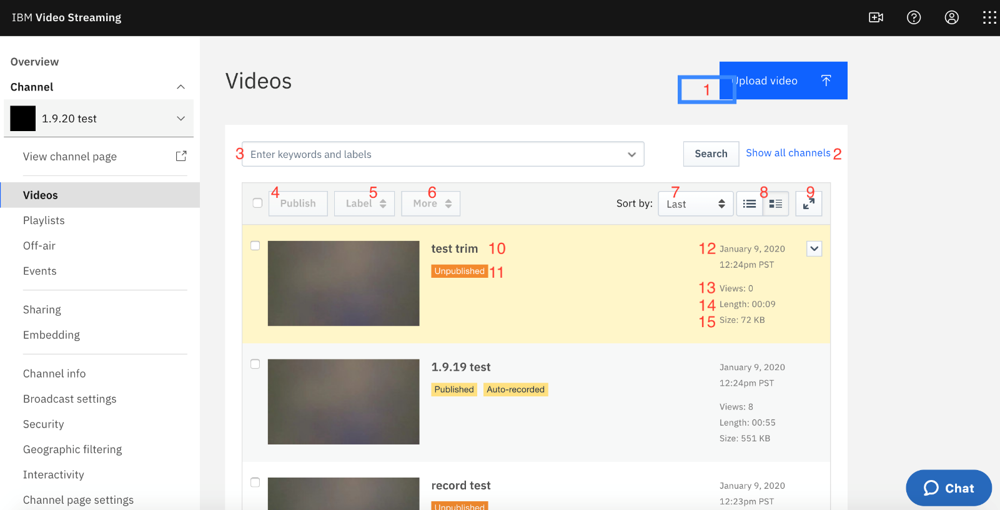 IBM Video Streaming
Overview
Channel
1.9.20 test
View channel page
Videos
Playlists
Off-air
Events
Sharing
Embedding
Channel info
Broadcast settings
Security
Geographic filtering
Interactivity
Channel page settings
Videos
1
Upload video
3 Enter keywords and labels
Search
Show all channels 2
4 5 6 7 8 9
Publish Label More Sort by: Last
test trim 10
Unpublished 11
12 January 9, 2020
12:24pm PST
13 Views: 0
14 Length: 00:09
15 Size: 72 KB
1.9.19 test
Published Auto-recorded
January 9, 2020
12:24pm PST
Views: 8
Length: 00:55
Size: 551 KB
record test
Unpublished
January 9, 2020
12:23pm PST
Chat